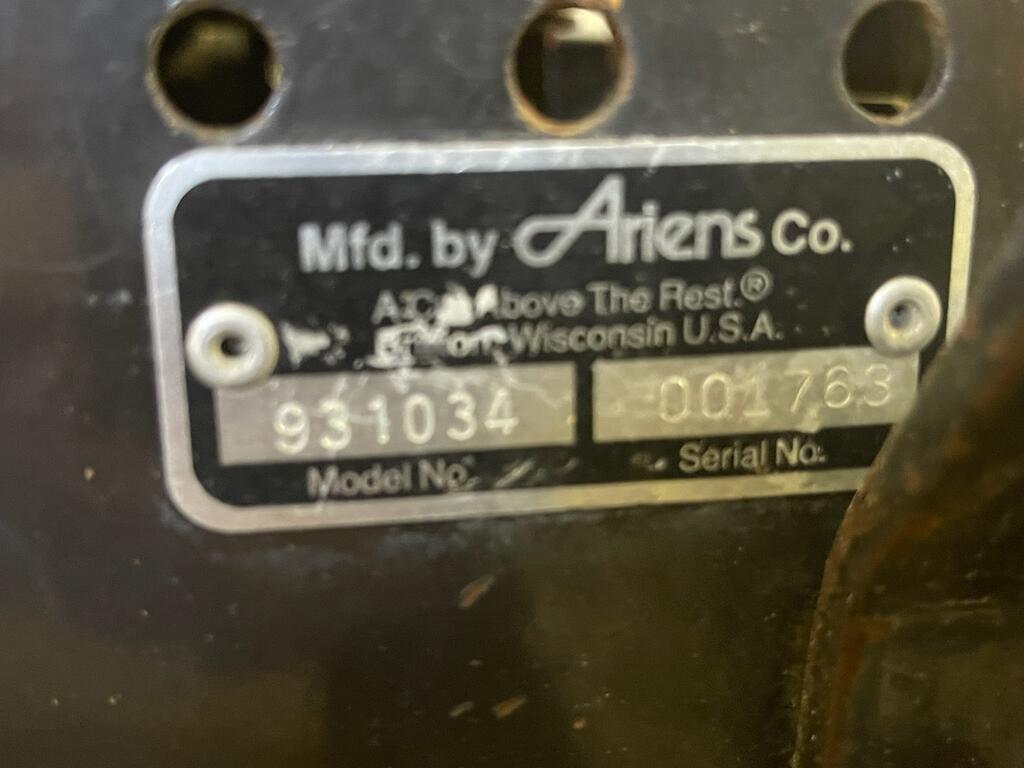 Mfd. by Ariens Co.
A Above The Rest.®
Wisconsin U.S.A.
931034 001763
Model No. Serial No.